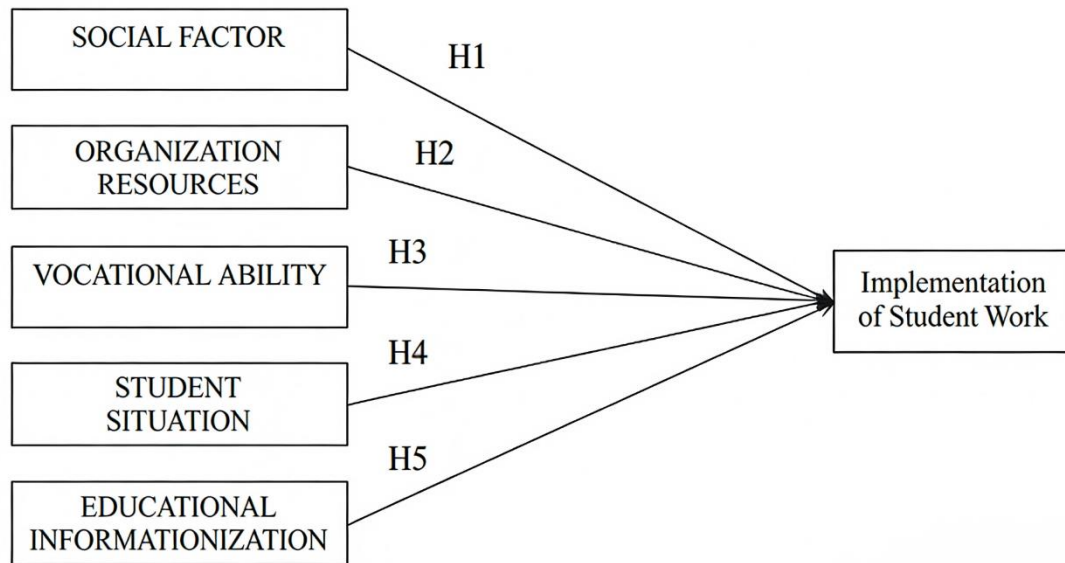 SOCIAL FACTOR
H1
ORGANIZATION
RESOURCES
H2
VOCATIONAL ABILITY
H3
Implementation
of Student Work
STUDENT
SITUATION
H4
EDUCATIONAL
INFORMATIONIZATION
H5